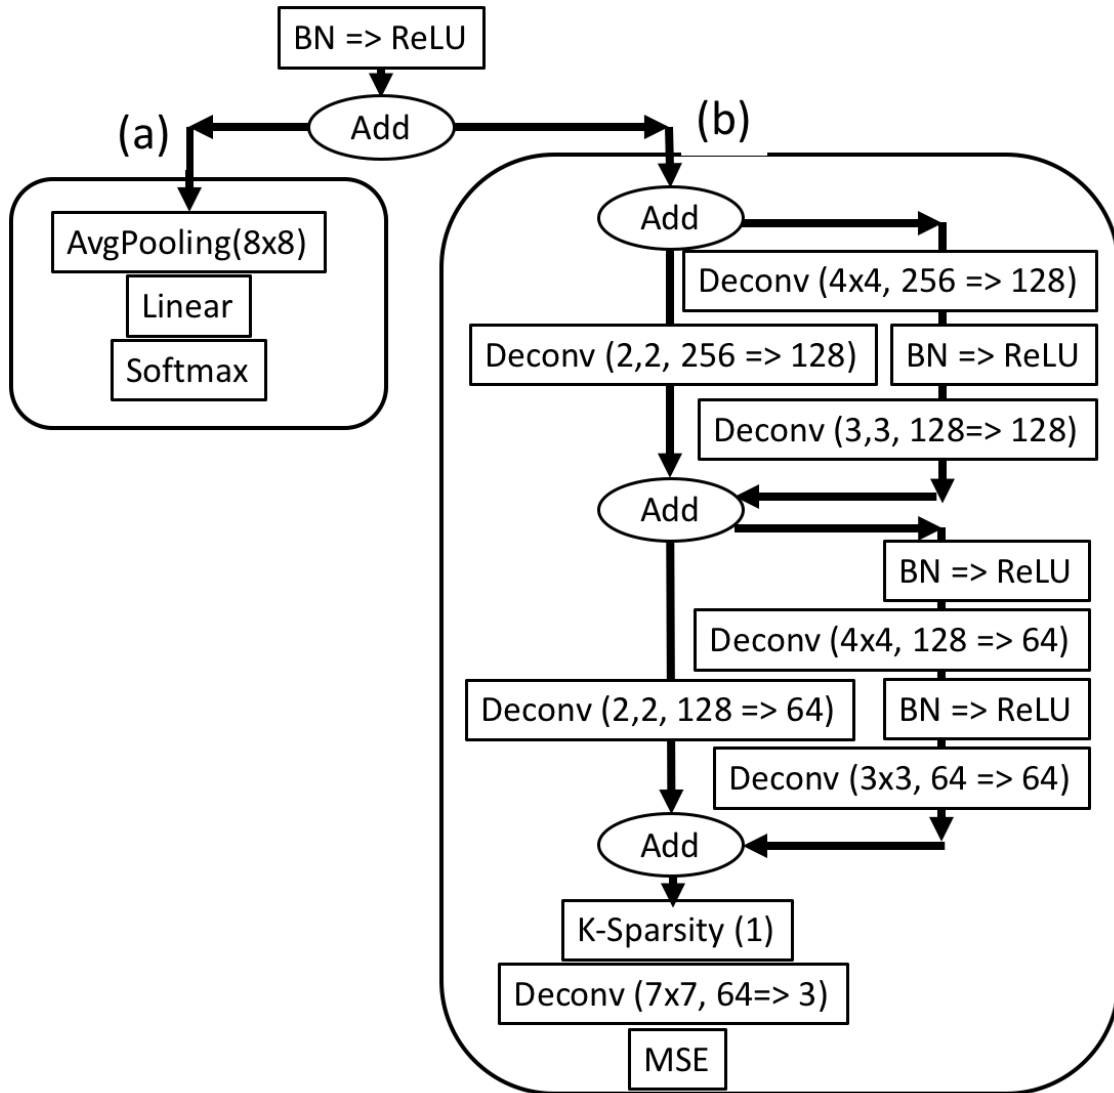 BN => ReLU
Add
(a)
(b)
AvgPooling(8x8)
Linear
Softmax
Add
Deconv (4x4, 256 => 128)
Deconv (2,2, 256 => 128)
BN => ReLU
Deconv (3,3, 128=> 128)
Add
BN => ReLU
Deconv (4x4, 128 => 64)
Deconv (2,2, 128 => 64)
BN => ReLU
Deconv (3x3, 64 => 64)
Add
K-Sparsity (1)
Deconv (7x7, 64=> 3)
MSE